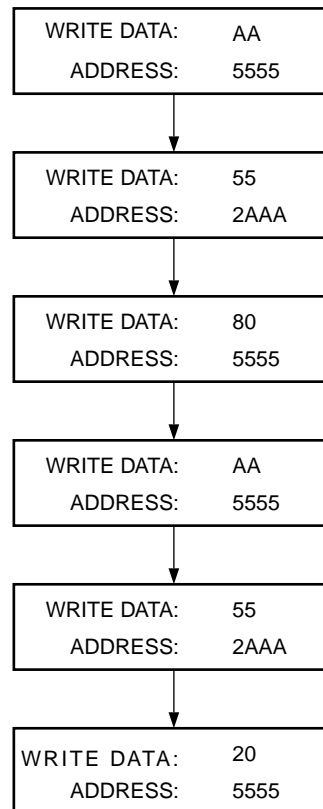 WRITE DATA: AA
ADDRESS: 5555
WRITE DATA: 55
ADDRESS: 2AAA
WRITE DATA: 80
ADDRESS: 5555
WRITE DATA: AA
ADDRESS: 5555
WRITE DATA: 55
ADDRESS: 2AAA
WRITE DATA: 20
ADDRESS: 5555